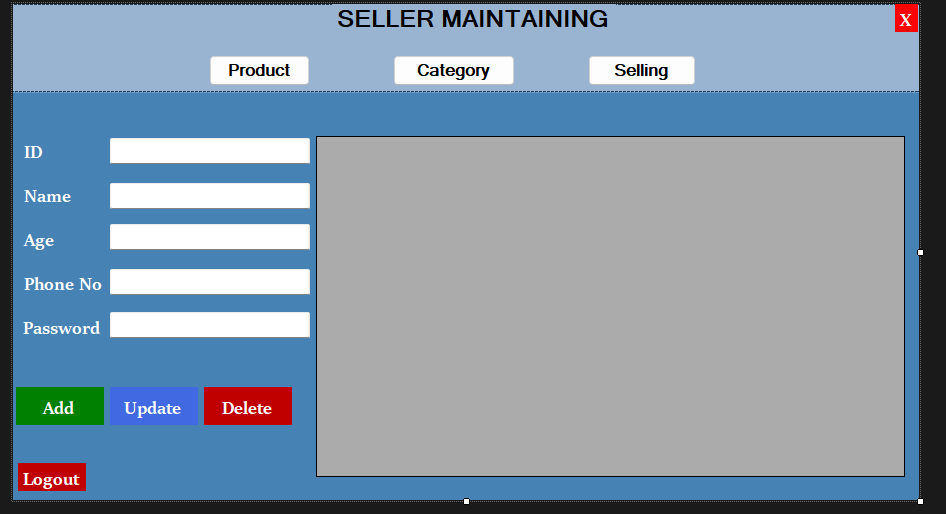 SELLER MAINTAINING
X
Product
Category
Selling
ID
Name
Age
Phone No
Password
Add
Update
Delete
Logout